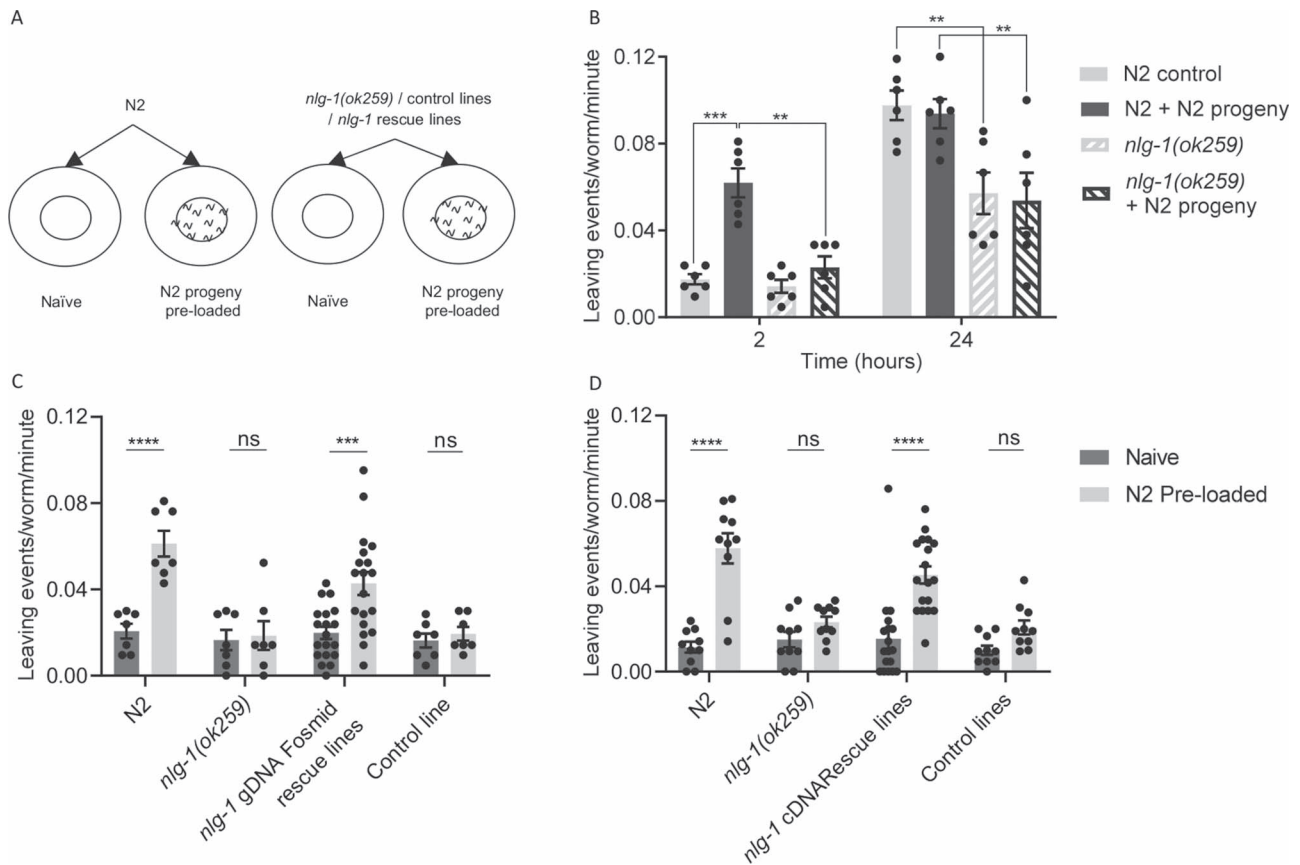 A
N2
nlg-1(ok259) / control lines
/ nlg-1 rescue lines
Naïve
N2 progeny
pre-loaded
Naïve
N2 progeny
pre-loaded
B
Leaving events/worm/minute
0.12
0.08
0.04
0.00
***
**
**
**
2
24
Time (hours)
N2 control
N2 + N2 progeny
nlg-1(ok259)
nlg-1(ok259)
+ N2 progeny
C
Leaving events/worm/minute
0.12
0.08
0.04
0.00
****
ns
***
ns
N2
nlg-1(ok259)
nlg-1 gDNA Fosmid
rescue lines
Control line
D
Leaving events/worm/minute
0.12
0.08
0.04
0.00
****
ns
****
ns
N2
nlg-1(ok259)
nlg-1 cDNARescue lines
Control lines
Naive
N2 Pre-loaded